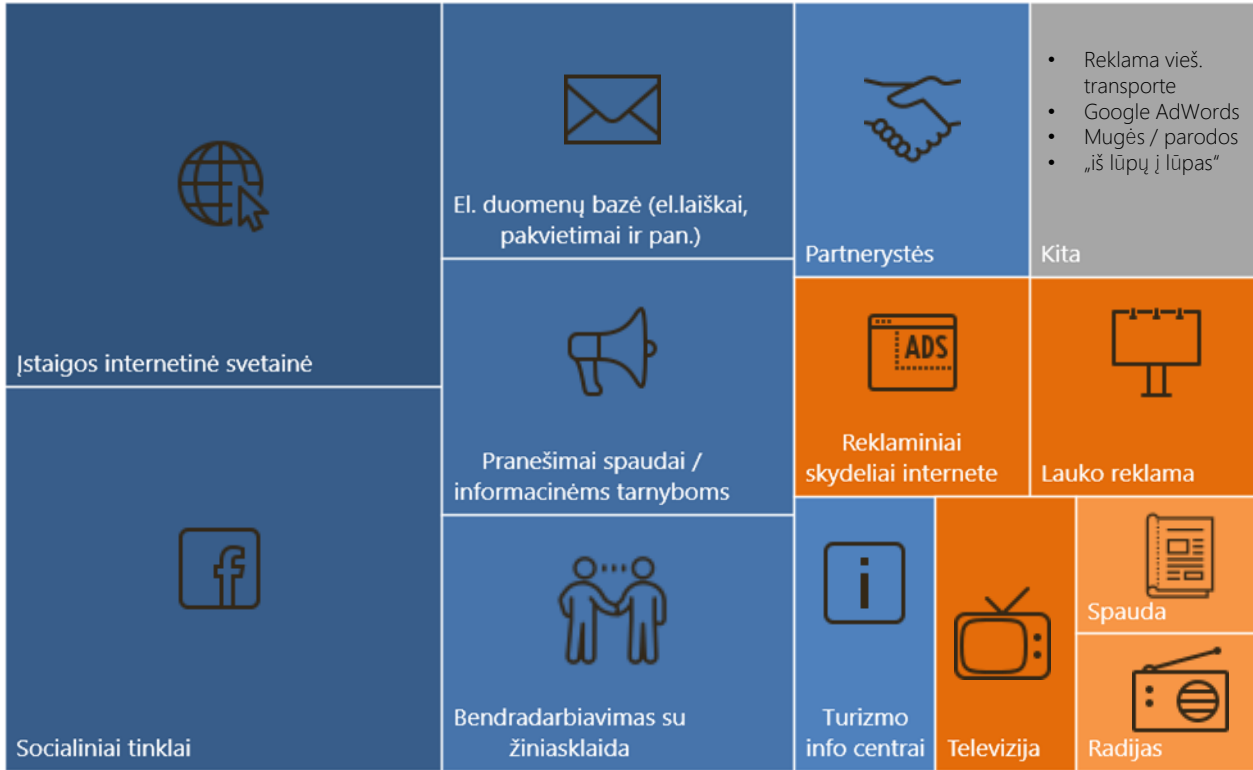 Įstaigos internetinė svetainė
Socialiniai tinklai
El. duomenų bazė (el.laiškai,
pakvietimai ir pan.)
Pranešimai spaudai /
informacinėms tarnyboms
Bendradarbiavimas su
žiniasklaida
Partnerystės
• Reklama vieš.
transporte
• Google AdWords
• Mugės / parodos
• „iš lūpų į lūpas“
Kita
ADS
Reklaminiai
skydeliai internete
Lauko reklama
i
Turizmo
info centrai
Televizija
Spauda
Radijas